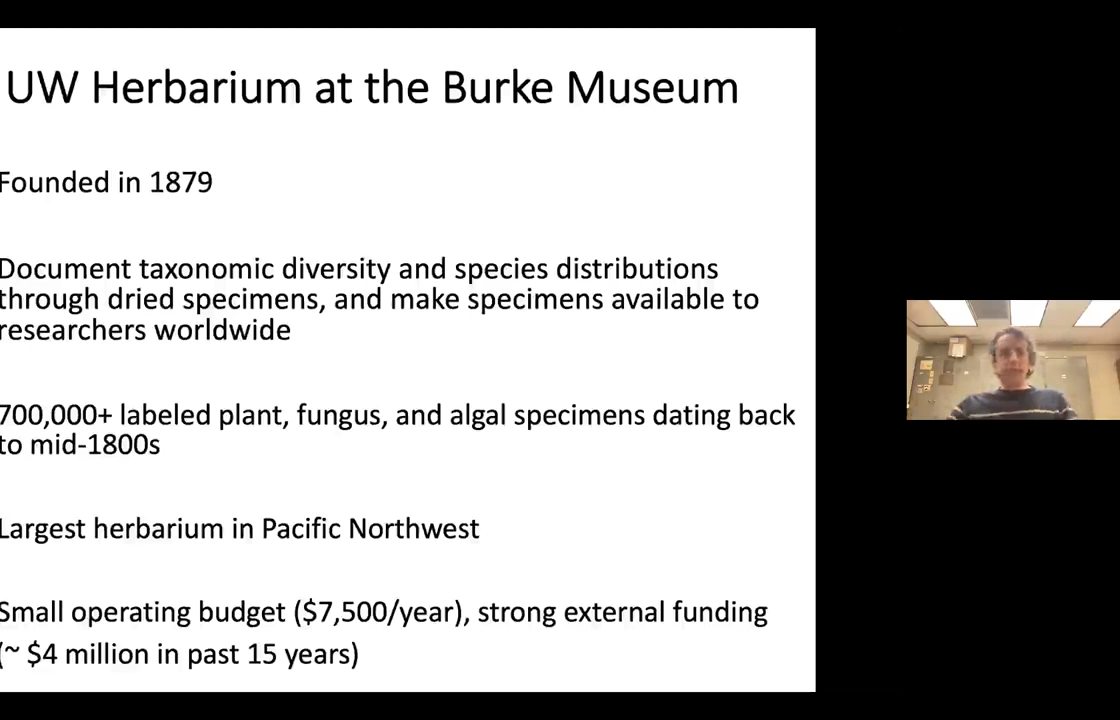 UW Herbarium at the Burke Museum
Founded in 1879
Document taxonomic diversity and species distributions
through dried specimens, and make specimens available to
researchers worldwide
700,000+ labeled plant, fungus, and algal specimens dating back
to mid-1800s
Largest herbarium in Pacific Northwest
Small operating budget ($7,500/year), strong external funding
(~ $4 million in past 15 years)